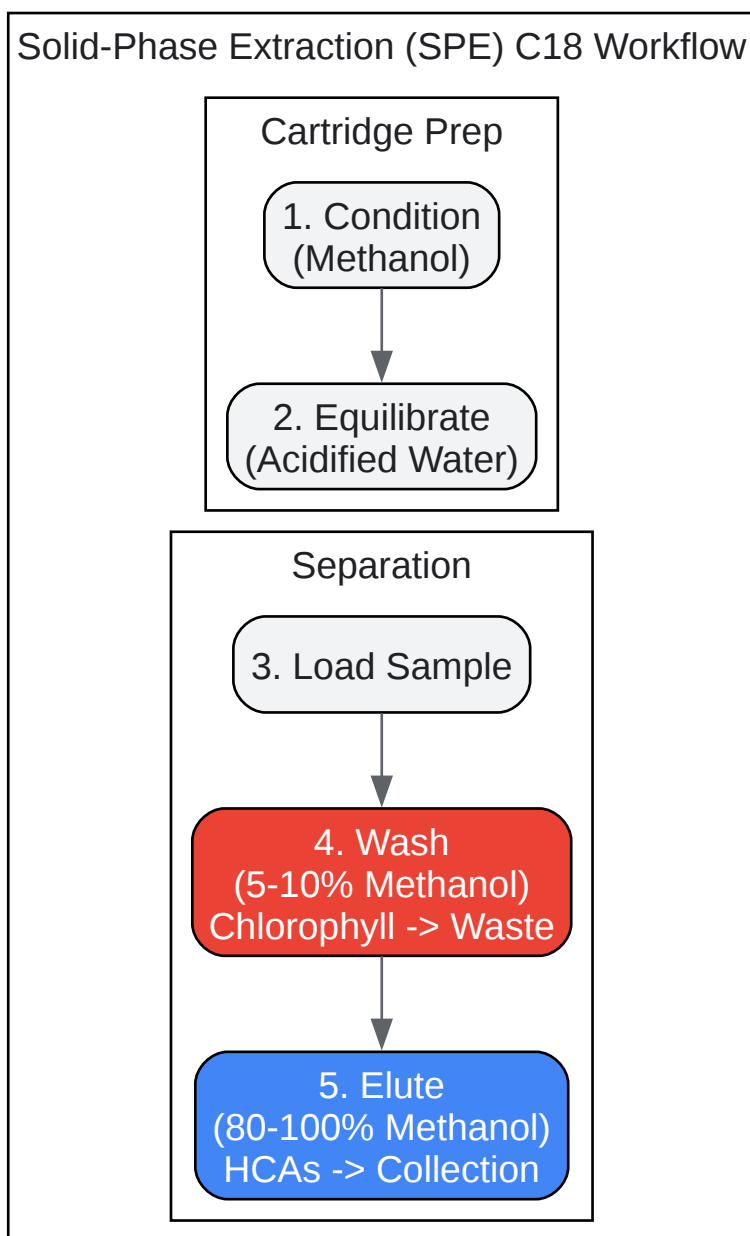 Solid-Phase Extraction (SPE) C18 Workflow
Cartridge Prep
1. Condition
(Methanol)
2. Equilibrate
(Acidified Water)
Separation
3. Load Sample
4. Wash
(5-10% Methanol)
Chlorophyll -> Waste
5. Elute
(80-100% Methanol)
HCAs -> Collection